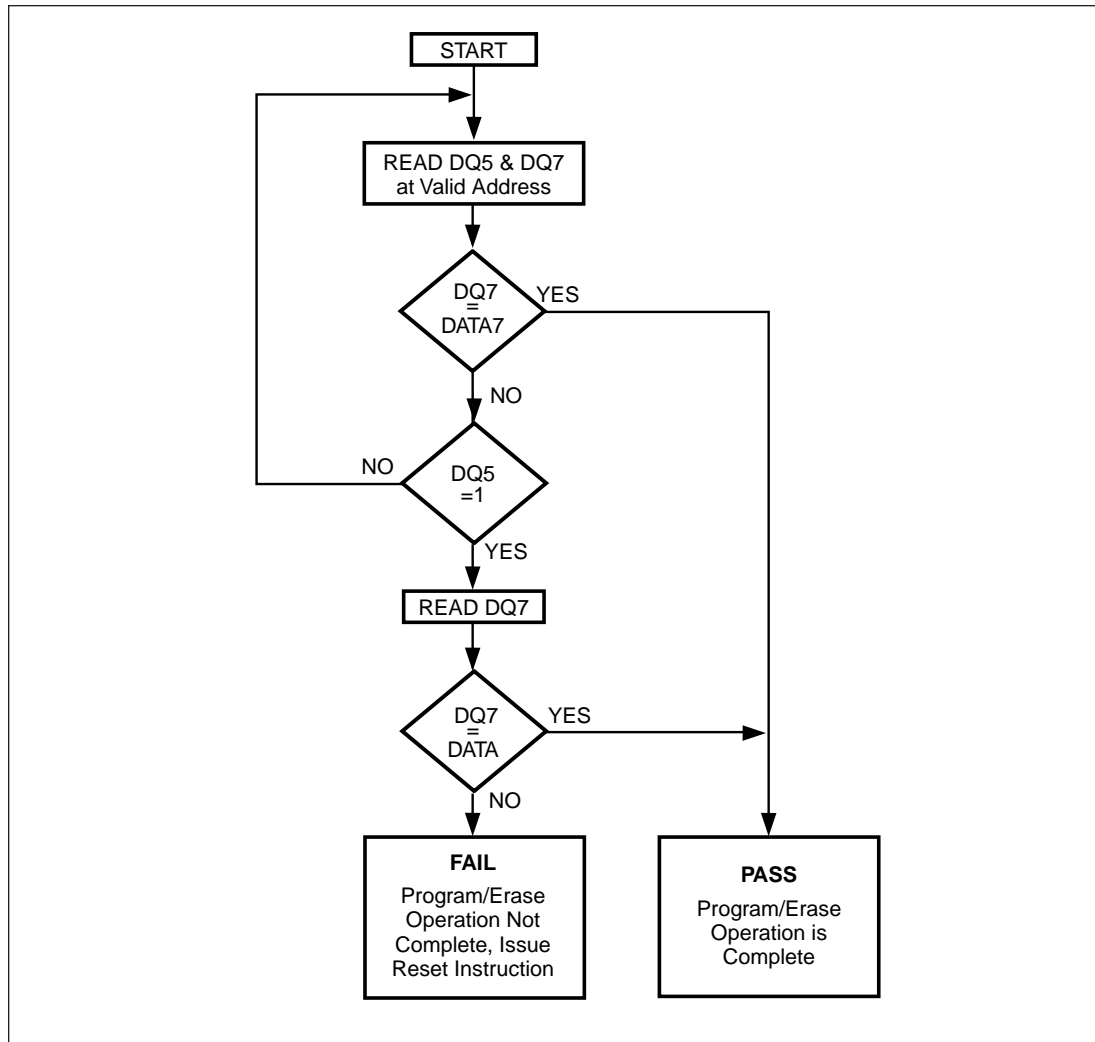 START
READ DQ5 & DQ7
at Valid Address
DQ7
=
DATA7
YES
NO
DQ5
=1
NO
YES
READ DQ7
DQ7
=
DATA
YES
NO
FAIL
Program/Erase
Operation Not
Complete, Issue
Reset Instruction
PASS
Program/Erase
Operation is
Complete